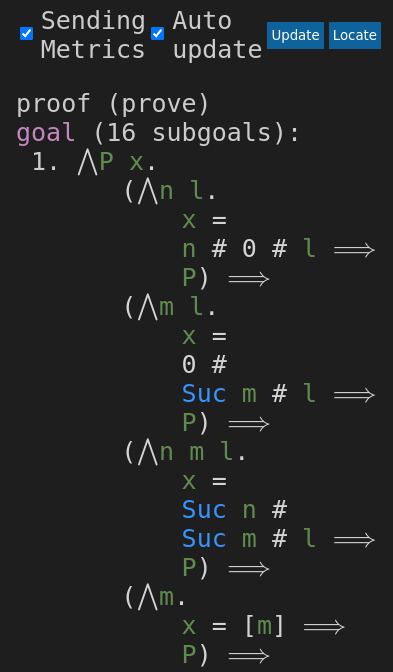 Sending Metrics Auto update Update Locate
proof (prove)
goal (16 subgoals):
1. ⋀P x.
(⋀n l.
x =
n # 0 # l ⟹
P) ⟹
(⋀m l.
x =
0 #
Suc m # l ⟹
P) ⟹
(⋀n m l.
x =
Suc n #
Suc m # l ⟹
P) ⟹
(⋀m.
x = [m] ⟹
P) ⟹